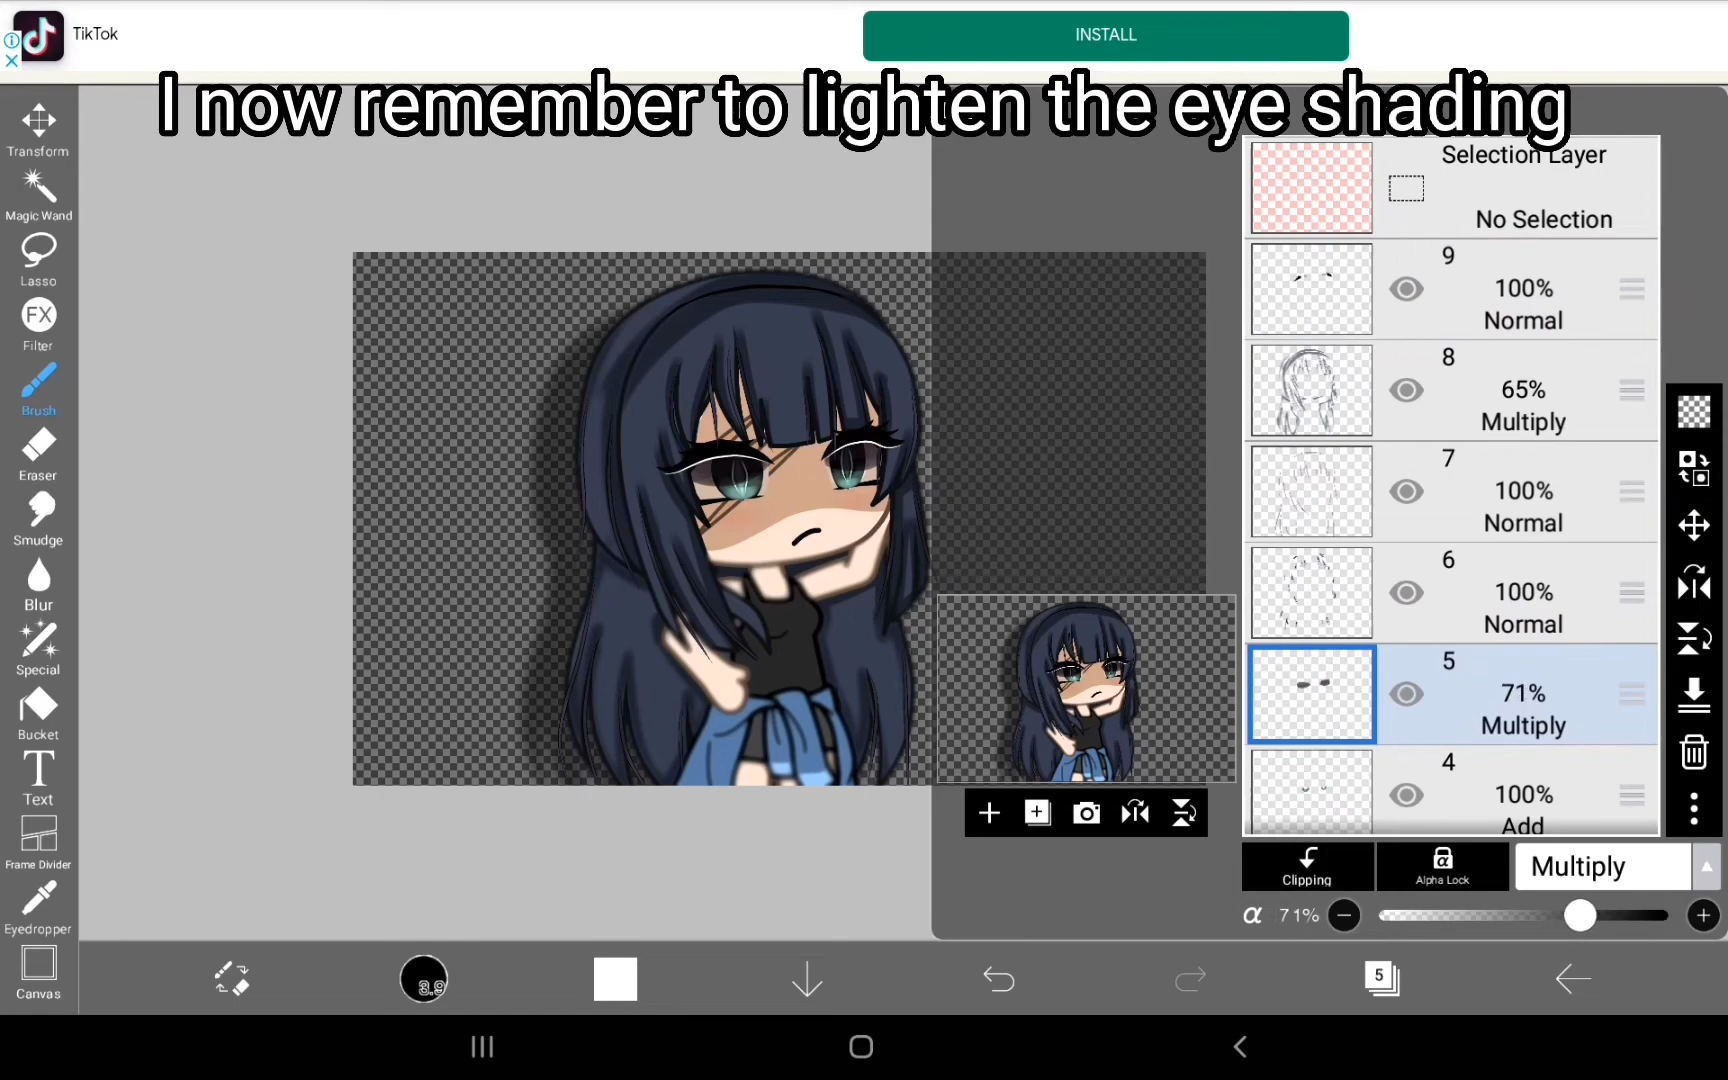 TikTok
INSTALL
I now remember to lighten the eye shading
Transform
Magic Wand
Lasso
FX
Filter
Brush
Eraser
Smudge
Blur
Special
Bucket
Text
Frame Divider
Eyedropper
Canvas
Selection Layer
No Selection
9
100%
Normal
8
65%
Multiply
7
100%
Normal
6
100%
Normal
5
71%
Multiply
4
100%
Add
Clipping
Alpha Lock
Multiply
α 71%
3.9
5